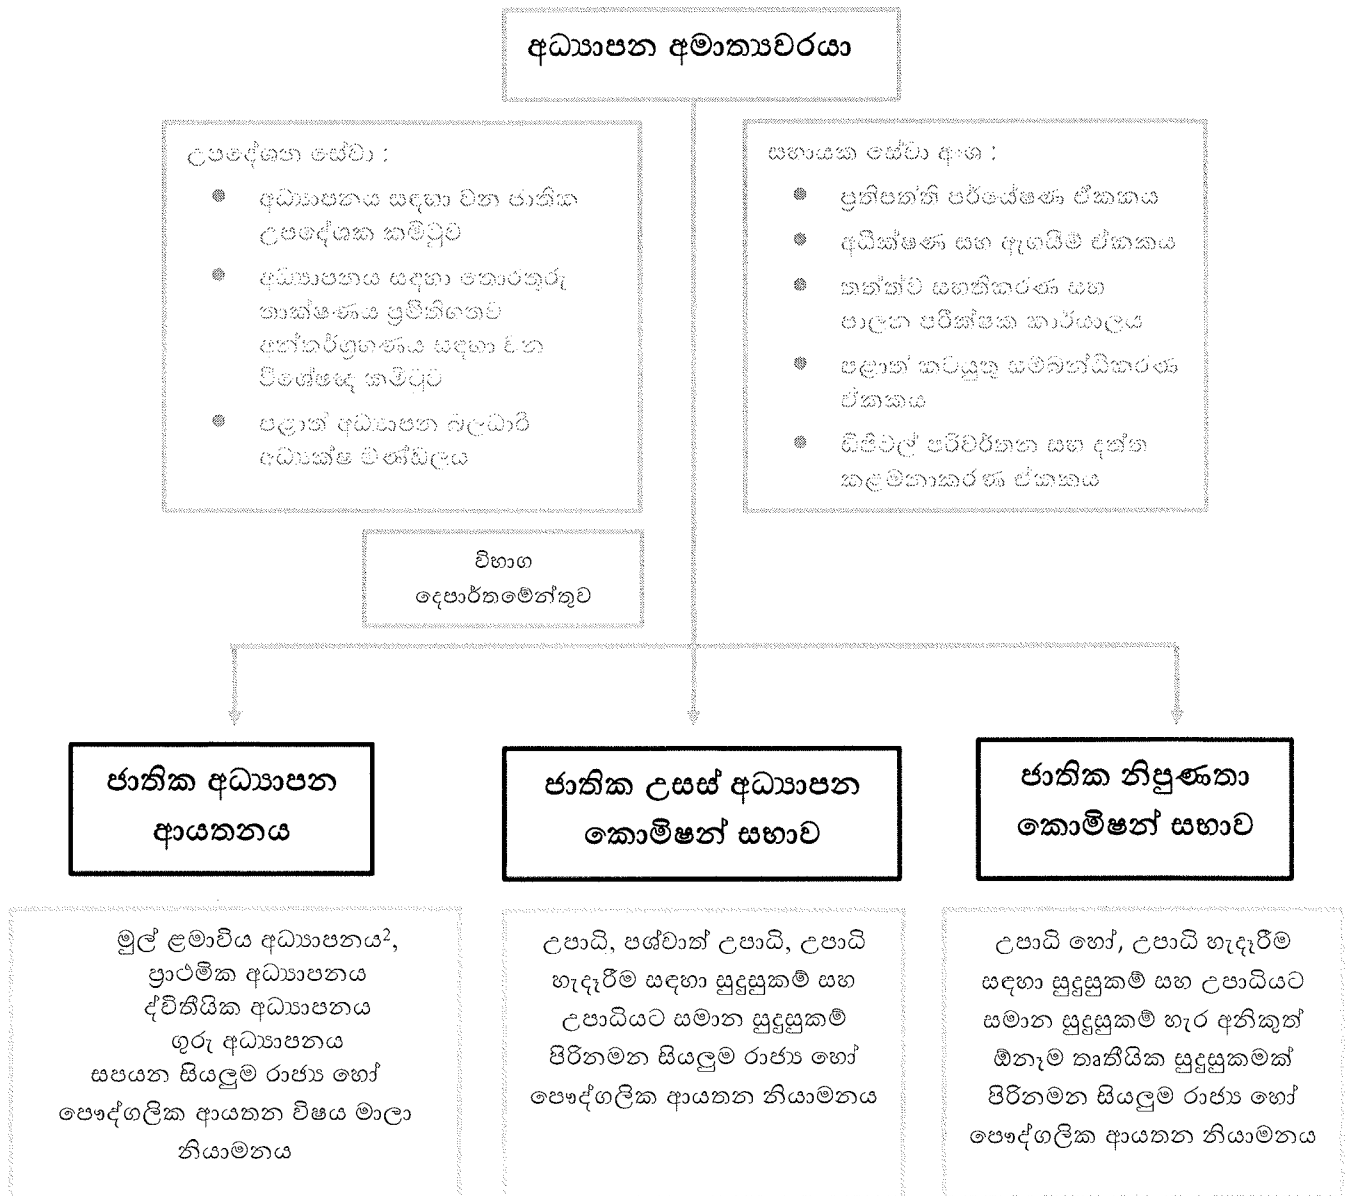 අධ්‍යාපන අමාත්‍යවරයා
උපදේශන සේවා :
අධ්‍යාපනය සඳහා වන ජාතික
උපදේශක කමිටුව
අධ්‍යාපනය සඳහා තොරතුරු
තාක්ෂණය ප්‍රමිතිගතව
අන්තර්ග්‍රහණය සඳහා වන
විශේෂඥ කමිටුව
පළාත් අධ්‍යාපන බලධාරී
අධ්‍යක්ෂ මණ්ඩලය
සහායක සේවා අංශ :
ප්‍රතිපත්ති පර්යේෂණ ඒකකය
අධීක්ෂණ සහ ඇගයීම් ඒකකය
තත්ත්ව සහතිකරණ සහ
පාලන පරීක්ෂක කාර්යාලය
පළාත් කටයුතු සම්බන්ධීකරණ
ඒකකය
ඩිජිටල් පරිවර්තන සහ දත්ත
කළමනාකරණ ඒකකය
විභාග
දෙපාර්තමේන්තුව
ජාතික අධ්‍යාපන
ආයතනය
ජාතික උසස් අධ්‍යාපන
කොමිෂන් සභාව
ජාතික නිපුණතා
කොමිෂන් සභාව
මුල් ළමාවිය අධ්‍යාපනය²,
ප්‍රාථමික අධ්‍යාපනය
ද්විතීයික අධ්‍යාපනය
ගුරු අධ්‍යාපනය
සපයන සියලුම රාජ්‍ය හෝ
පෞද්ගලික ආයතන විෂය මාලා
නියාමනය
උපාධි, පශ්චාත් උපාධි, උපාධි
හැදෑරීම සඳහා සුදුසුකම් සහ
උපාධියට සමාන සුදුසුකම්
පිරිනමන සියලුම රාජ්‍ය හෝ
පෞද්ගලික ආයතන නියාමනය
උපාධි හෝ, උපාධි හැදෑරීම
සඳහා සුදුසුකම් සහ උපාධියට
සමාන සුදුසුකම් හැර අනිකුත්
ඕනෑම තෘතීයික සුදුසුකමක්
පිරිනමන සියලුම රාජ්‍ය හෝ
පෞද්ගලික ආයතන නියාමනය